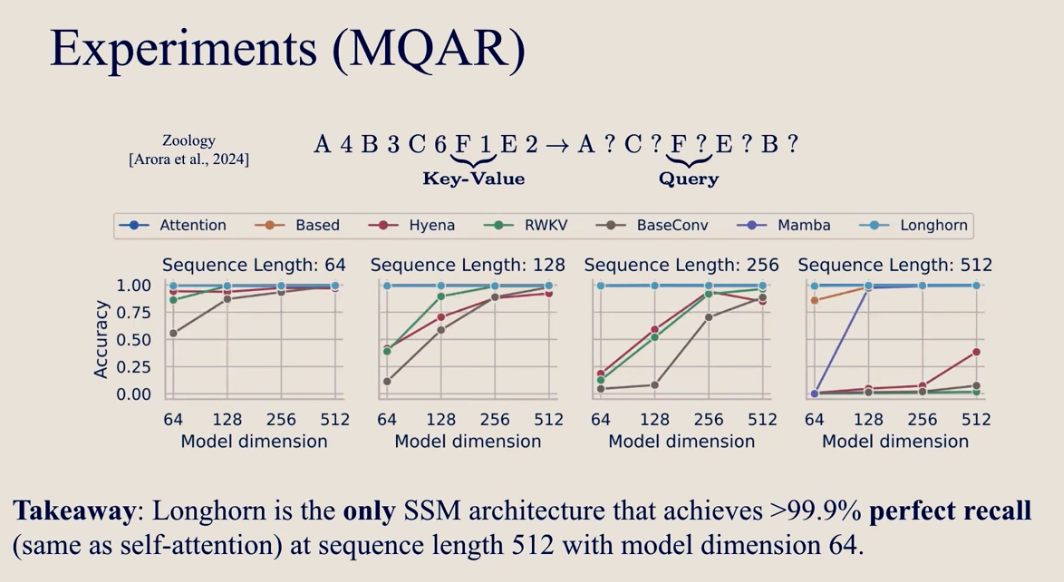 Experiments (MQAR)
Zoology
[Arora et al., 2024]
A 4 B 3 C 6 F 1 E 2 → A ? C ? F ? E ? B ?
Key-Value Query
Attention Based Hyena RWKV BaseConv Mamba Longhorn
Sequence Length: 64 Sequence Length: 128 Sequence Length: 256 Sequence Length: 512
Accuracy
1.00
0.75
0.50
0.25
0.00
64 128 256 512 64 128 256 512 64 128 256 512 64 128 256 512
Model dimension Model dimension Model dimension Model dimension
Takeaway: Longhorn is the only SSM architecture that achieves >99.9% perfect recall
(same as self-attention) at sequence length 512 with model dimension 64.